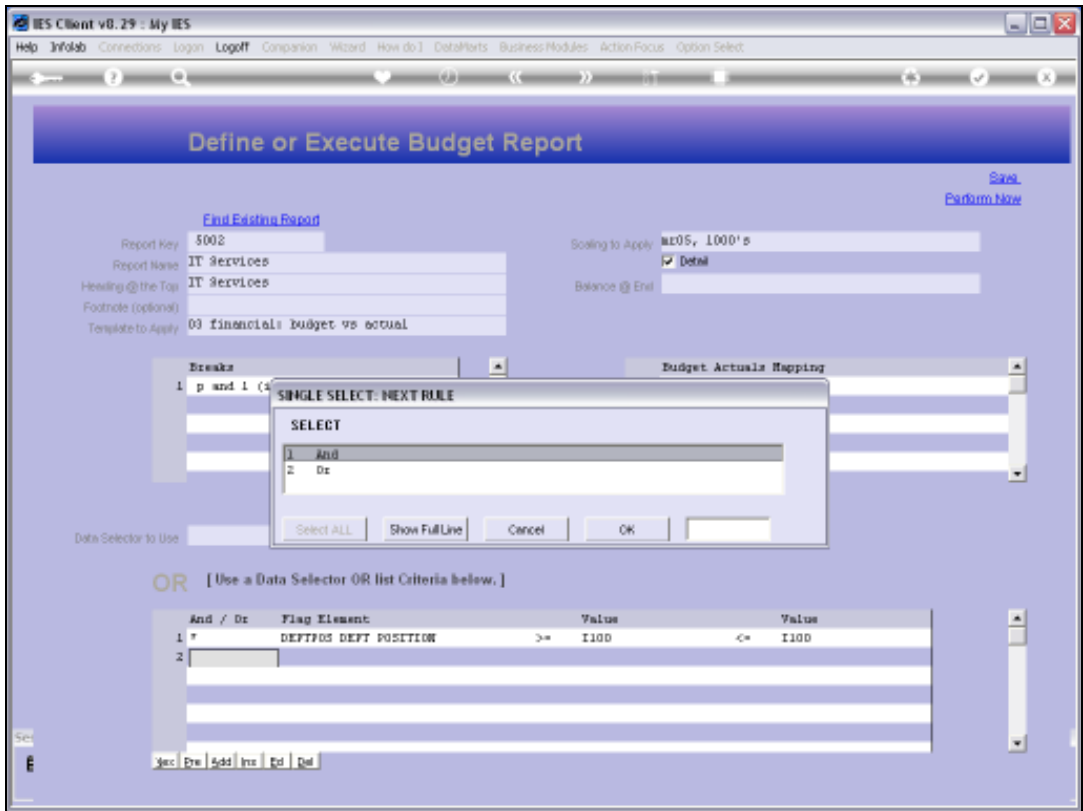 IES Client v8.29 : My IES
Help Infolab Connections Logon Logoff Companion Wizard How do I DataMarts Business Modules Action Focus Option Select
Define or Execute Budget Report
Save
Perform Now
Find Existing Report
Report Key 5002
Scaling to Apply mr05, 1000's
Report Name IT Services
Detail
Heading @ the Top IT Services
Balance @ End
Footnote (optional)
Template to Apply 03 financial: budget vs actual
Breaks
Budget Actuals Mapping
1 p and l
SINGLE SELECT: NEXT RULE
SELECT
1 And
2 Or
Select ALL Show Full Line Cancel OK
Data Selector to Use
OR [ Use a Data Selector OR list Criteria below. ]
And / Or Flag Element Value Value
1 * DEPTPOS DEPT POSITION >= I100 <= I100
2
Nex Pre Add Ins Ed Del